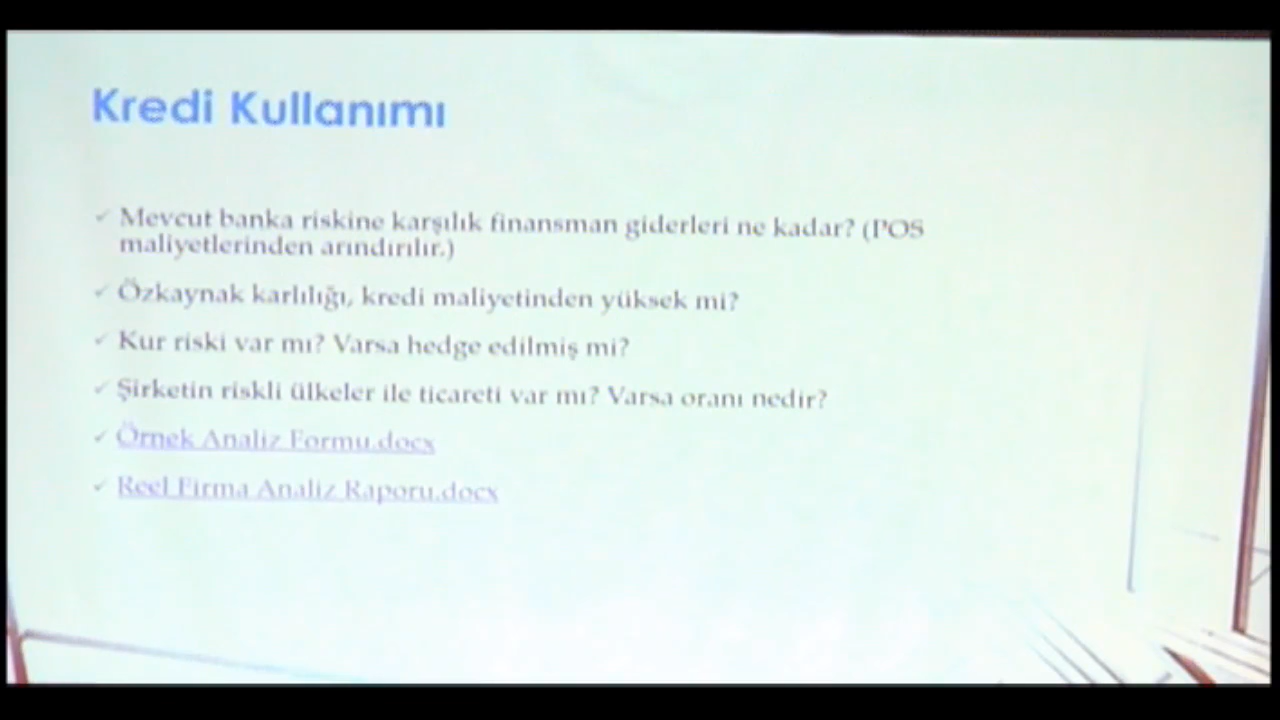 Kredi Kullanımı
Mevcut banka riskine karşılık finansman giderleri ne kadar? (POS
maliyetlerinden arındırılır.)
Özkaynak karlılığı, kredi maliyetinden yüksek mi?
Kur riski var mı? Varsa hedge edilmiş mi?
Şirketin riskli ülkeler ile ticareti var mı? Varsa oranı nedir?
Örnek Analiz Formu.docx
Reel Firma Analiz Raporu.docx